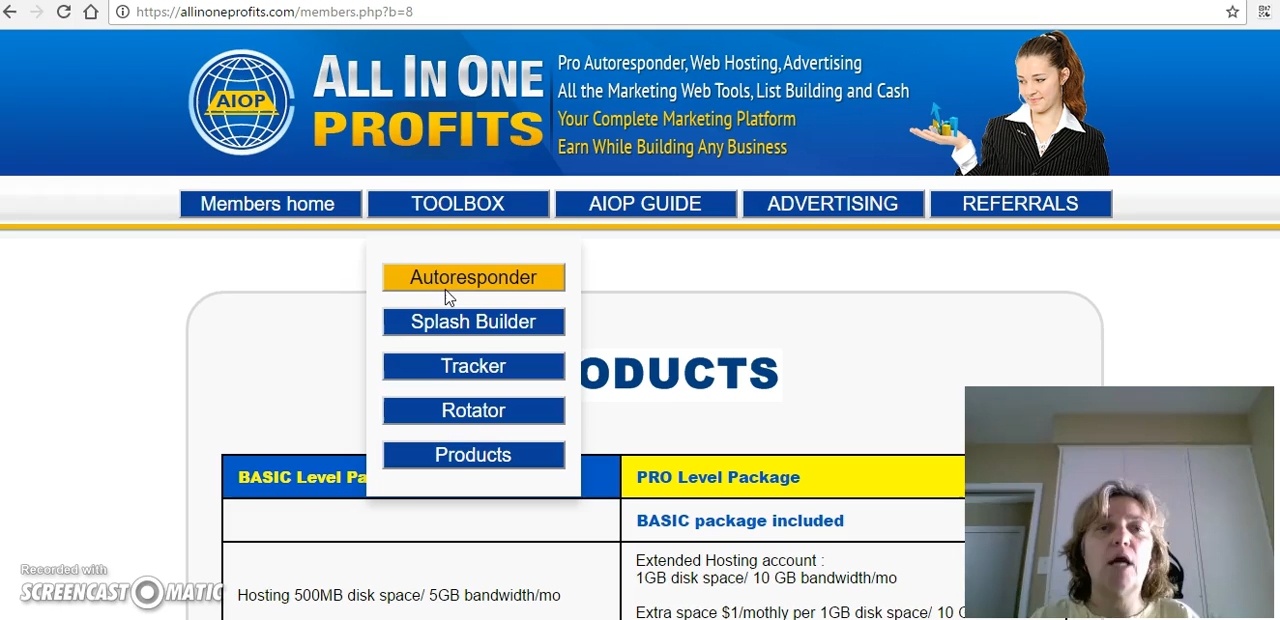 https://allinoneprofits.com/members.php?b=8
AIOP
ALL IN ONE
PROFITS
Pro Autoresponder, Web Hosting, Advertising
All the Marketing Web Tools, List Building and Cash
Your Complete Marketing Platform
Earn While Building Any Business
Members home
TOOLBOX
AIOP GUIDE
ADVERTISING
REFERRALS
Autoresponder
Splash Builder
Tracker
Rotator
Products
ODUCTS
BASIC Level Pa
PRO Level Package
BASIC package included
Hosting 500MB disk space/ 5GB bandwidth/mo
Extended Hosting account :
1GB disk space/ 10 GB bandwidth/mo
Extra space $1/mothly per 1GB disk space/ 10 G
Recorded with
SCREENCAST MATIC